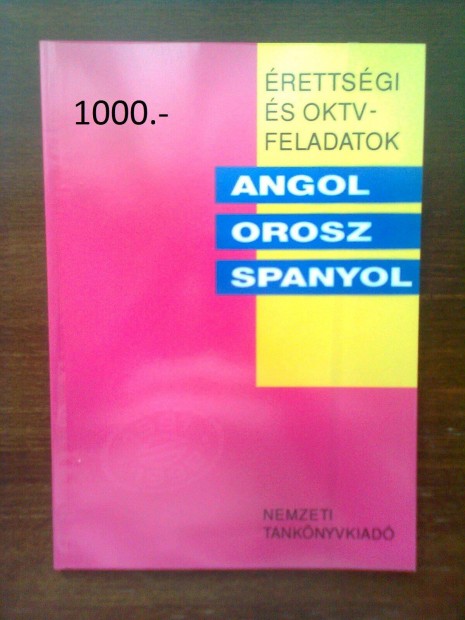 1000.-
ÉRETTSÉGI
ÉS OKTV-
FELADATOK
ANGOL
OROSZ
SPANYOL
NEMZETI
TANKÖNYVKIADÓ